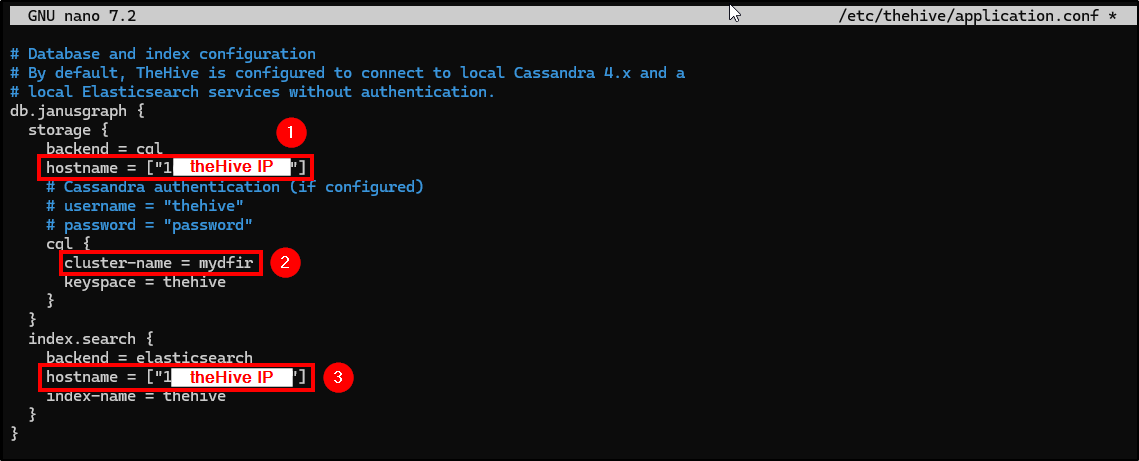 GNU nano 7.2 /etc/thehive/application.conf *
# Database and index configuration
# By default, TheHive is configured to connect to local Cassandra 4.x and a
# local Elasticsearch services without authentication.
db.janusgraph {
storage {
1
backend = cql
hostname = ["1 theHive IP "]
# Cassandra authentication (if configured)
# username = "thehive"
# password = "password"
cql {
cluster-name = mydfir 2
keyspace = thehive
}
}
index.search {
backend = elasticsearch
hostname = ["1 theHive IP "] 3
index-name = thehive
}
}